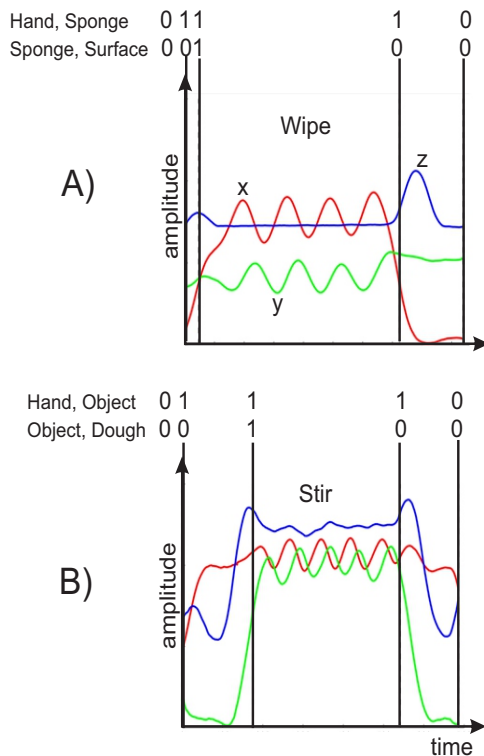 Hand, Sponge 0 1 1 1 0
Sponge, Surface 0 0 1 0 0
Wipe
A)
z
x
amplitude
y
Hand, Object 0 1 1 1 0
Object, Dough 0 0 1 0 0
Stir
B)
amplitude
time